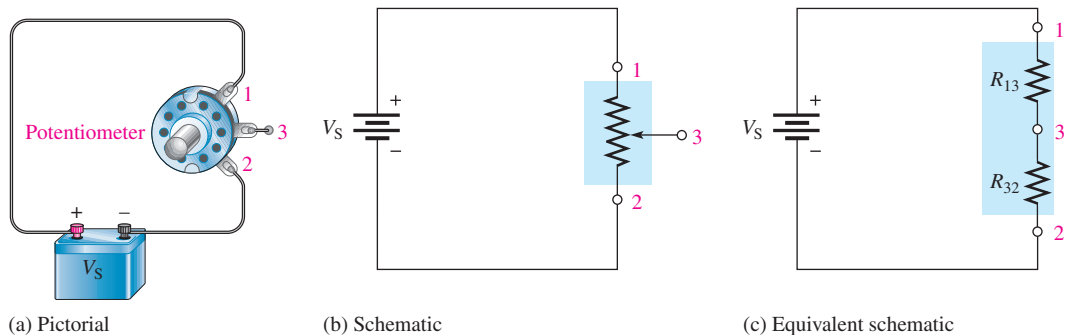 Potentiometer
1
3
2
+ −
VS
(a) Pictorial
VS
+
−
1
3
2
(b) Schematic
VS
+
−
1
R13
3
R32
2
(c) Equivalent schematic